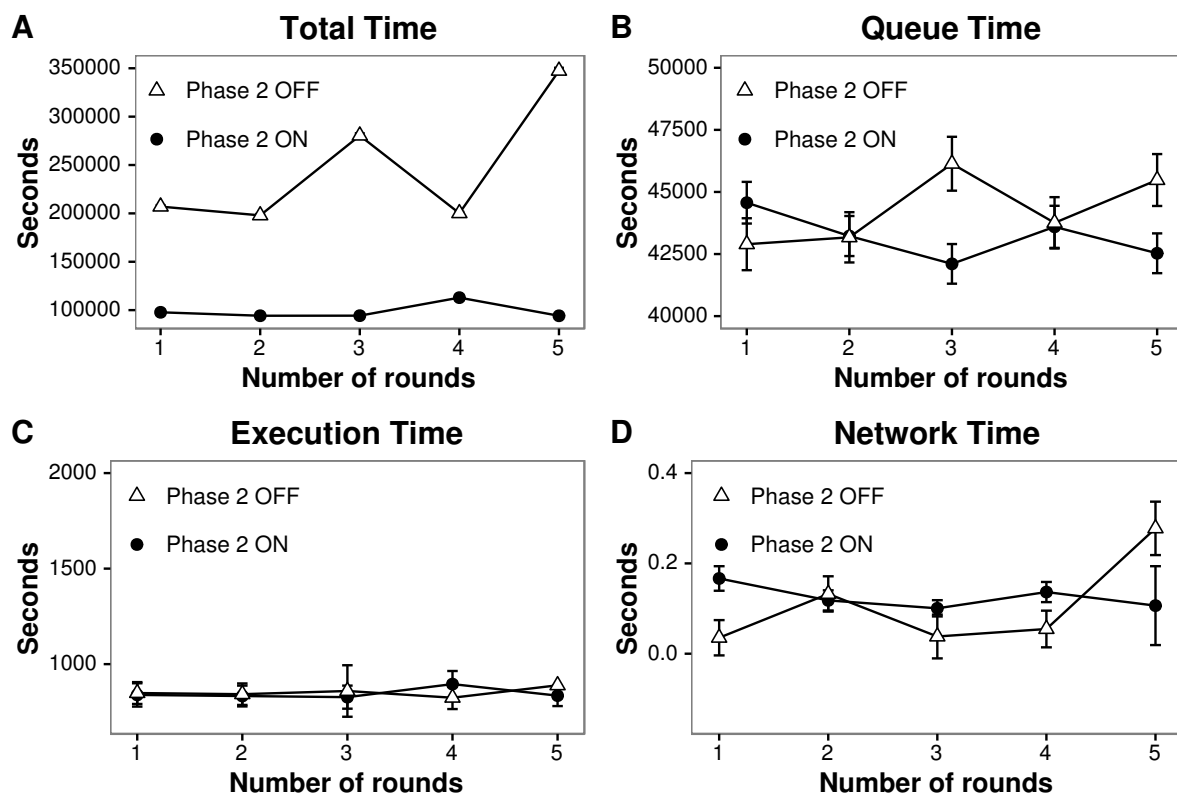 A Total Time
350000
300000
250000
200000
150000
100000
Seconds
Phase 2 OFF
Phase 2 ON
1 2 3 4 5
Number of rounds
B Queue Time
50000
47500
45000
42500
40000
Seconds
Phase 2 OFF
Phase 2 ON
1 2 3 4 5
Number of rounds
C Execution Time
2000
1500
1000
Seconds
Phase 2 OFF
Phase 2 ON
1 2 3 4 5
Number of rounds
D Network Time
0.4
0.2
0.0
Seconds
Phase 2 OFF
Phase 2 ON
1 2 3 4 5
Number of rounds